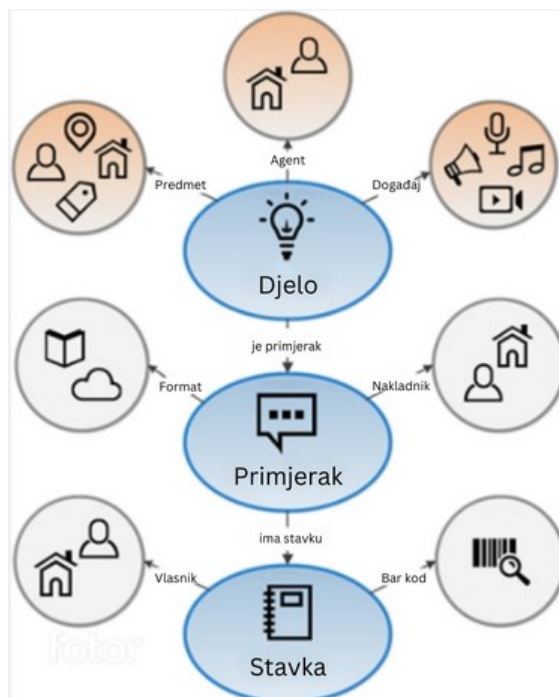 Agent
Predmet
Događaj
Djelo
je primjerak
Format
Nakladnik
Primjerak
ima stavku
Vlasnik
Bar kod
Stavka
fotor